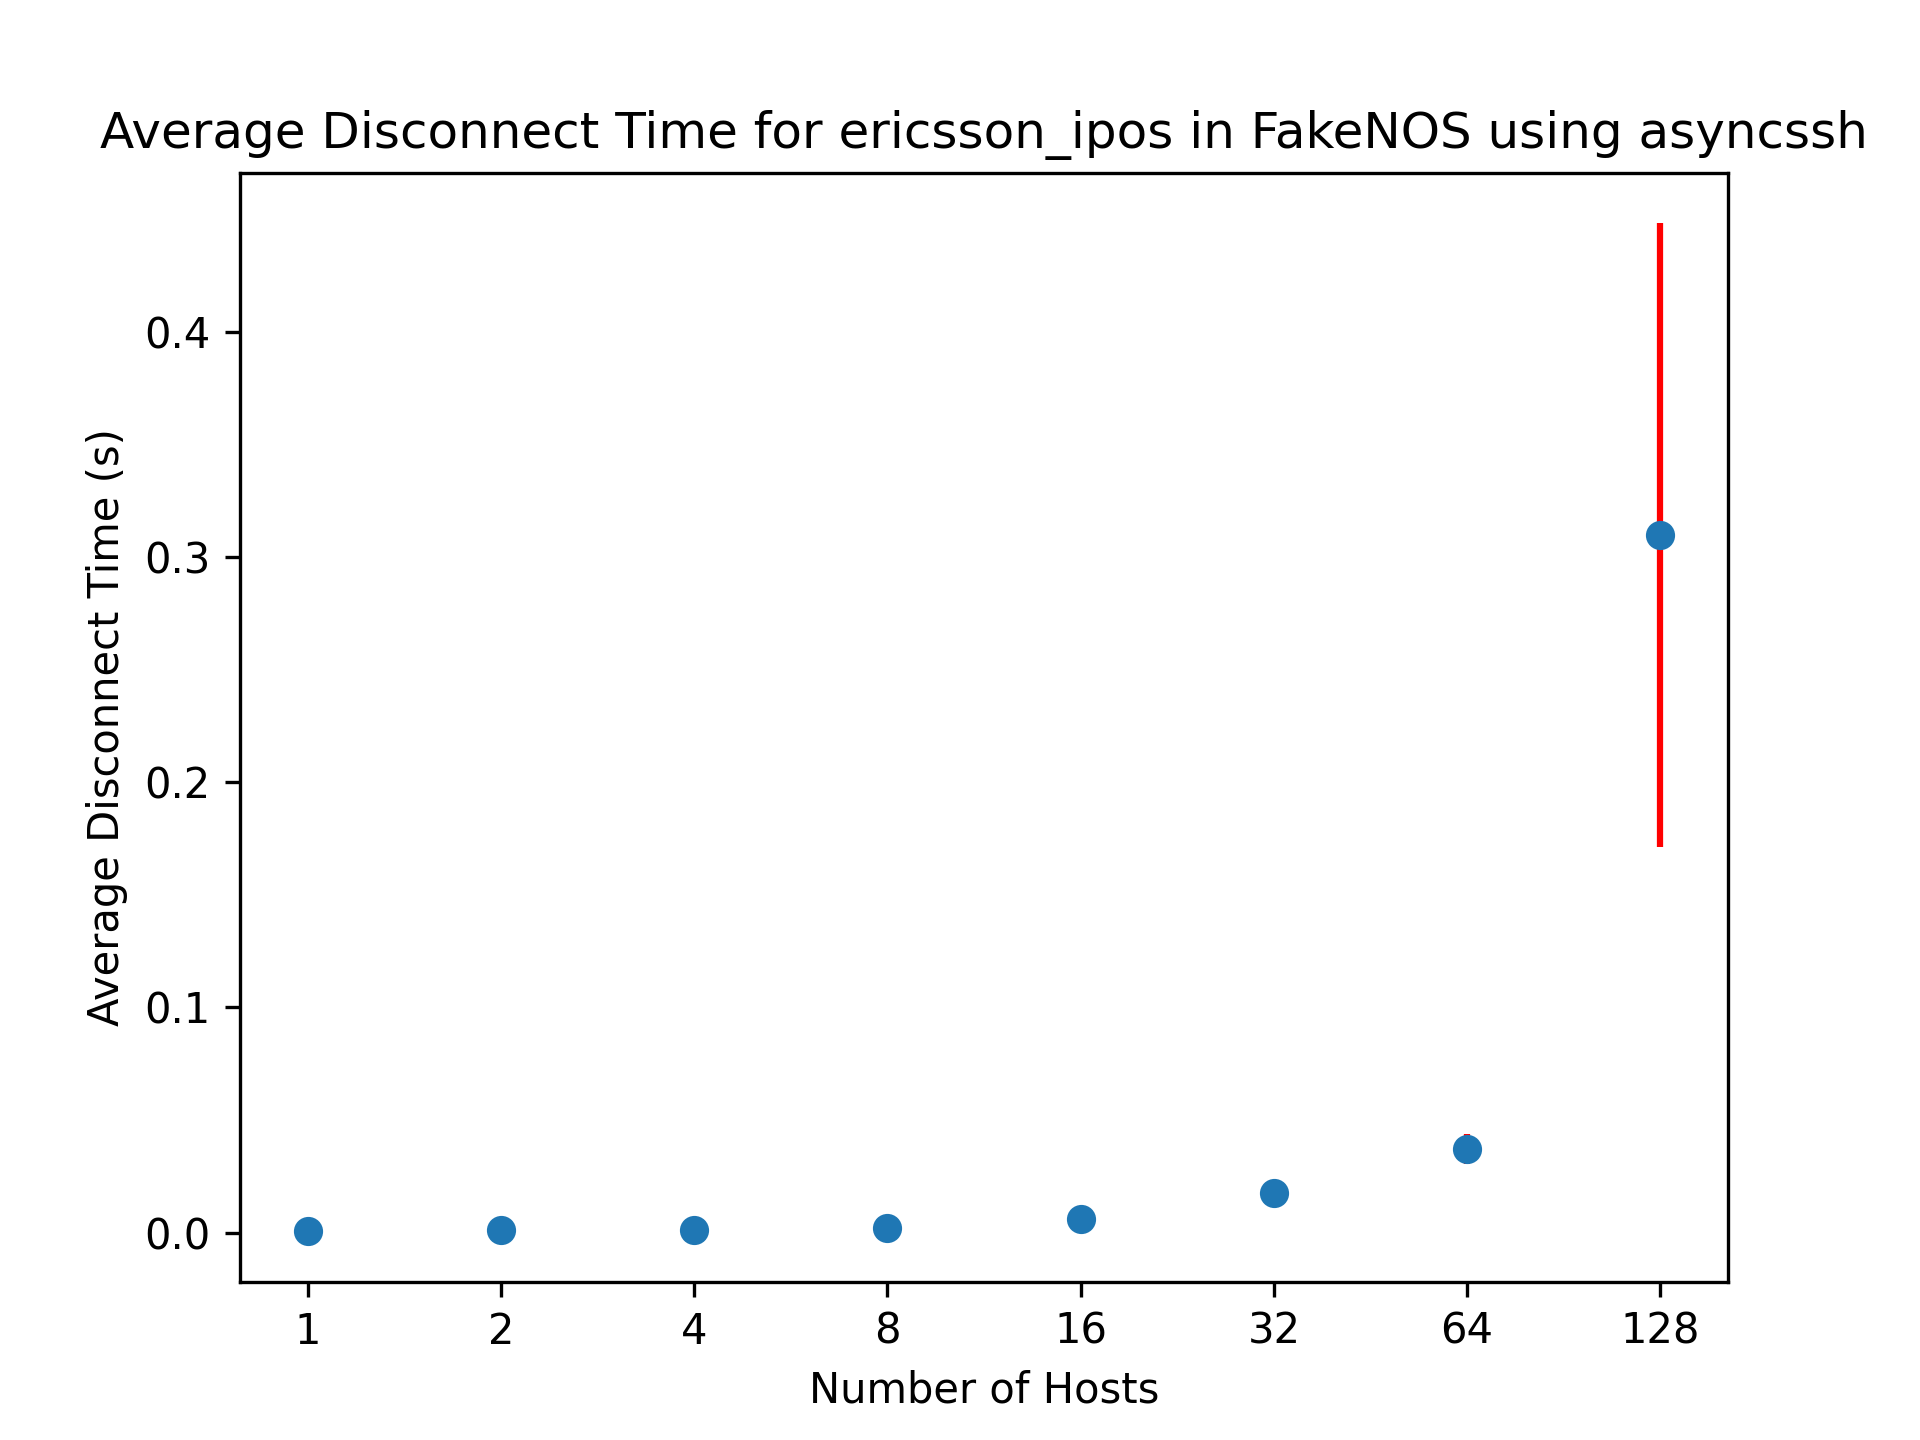 Average Disconnect Time for ericsson_ipos in FakeNOS using asyncssh
Average Disconnect Time (s)
0.4
0.3
0.2
0.1
0.0
1 2 4 8 16 32 64 128
Number of Hosts